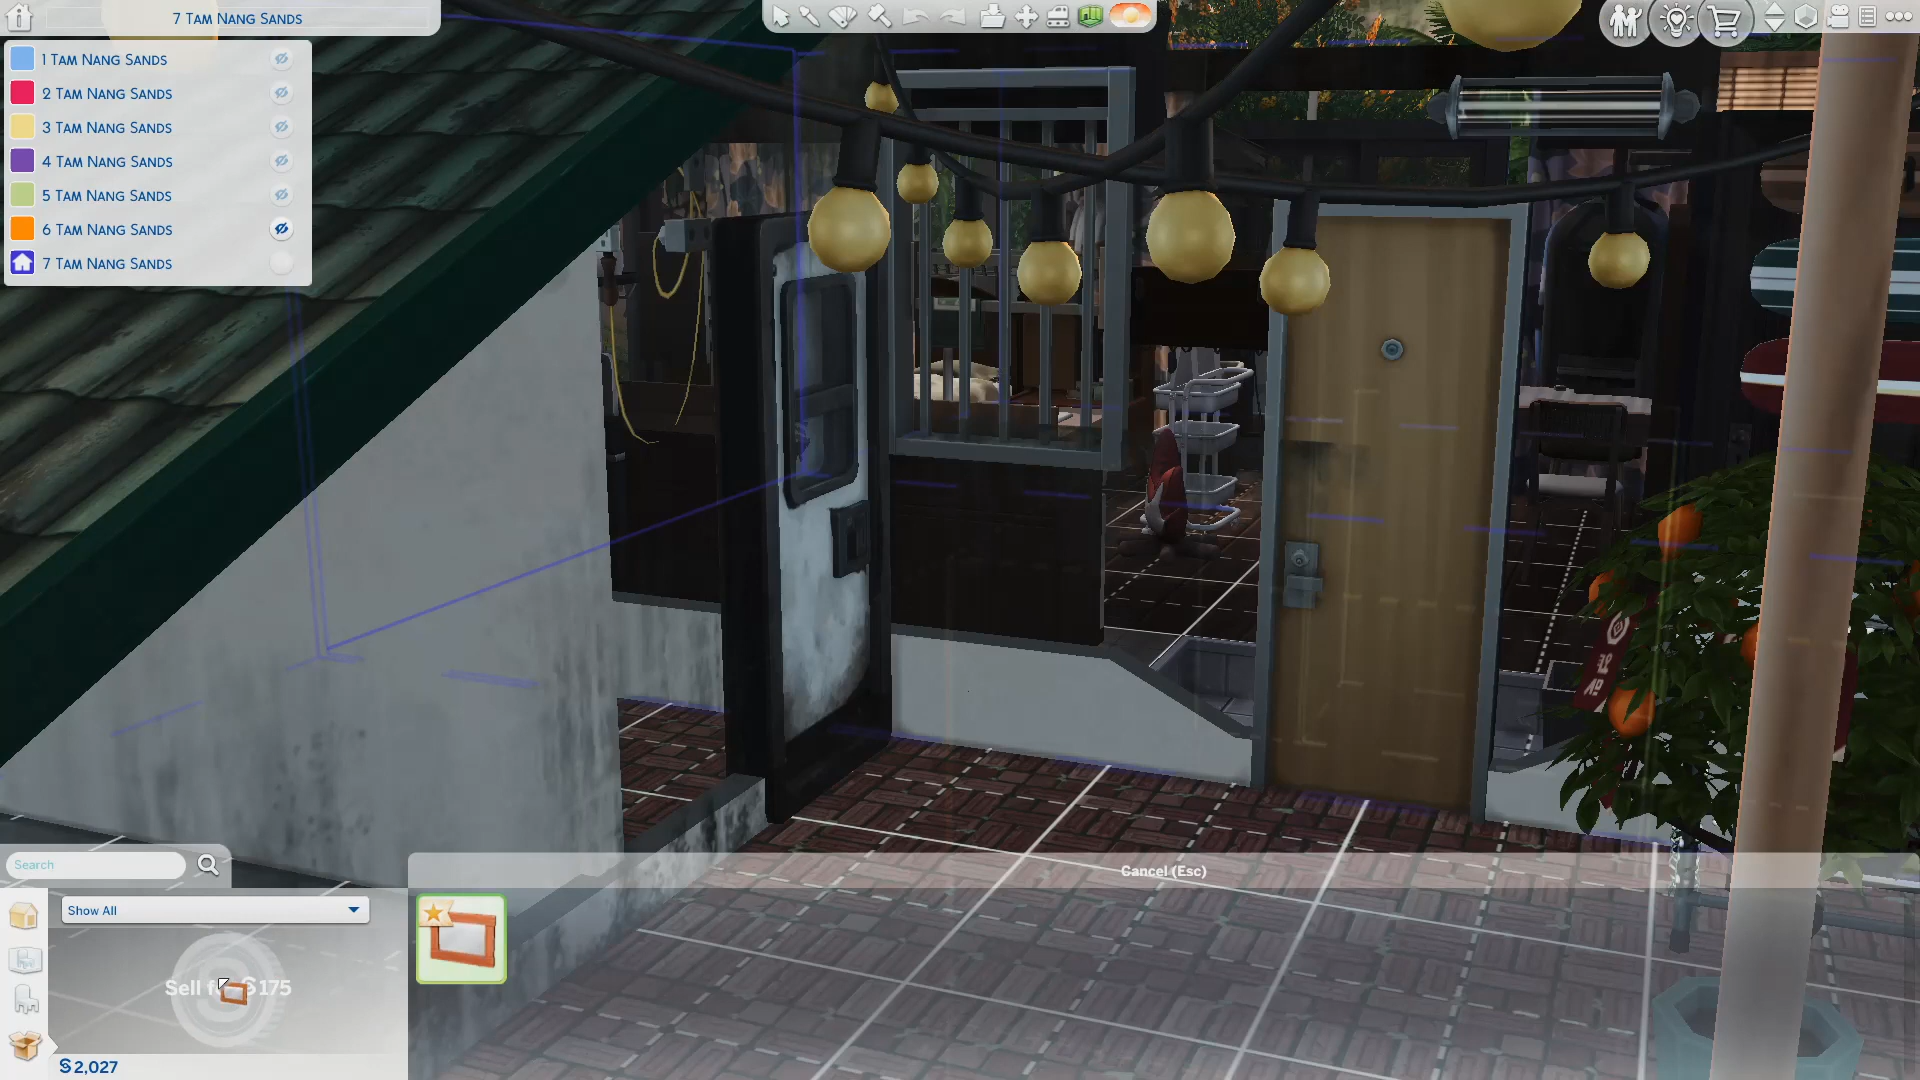 7 Tam Nang Sands
1 Tam Nang Sands
2 Tam Nang Sands
3 Tam Nang Sands
4 Tam Nang Sands
5 Tam Nang Sands
6 Tam Nang Sands
7 Tam Nang Sands
Search
Cancel (Esc)
Show All
Sell f §175
§2,027